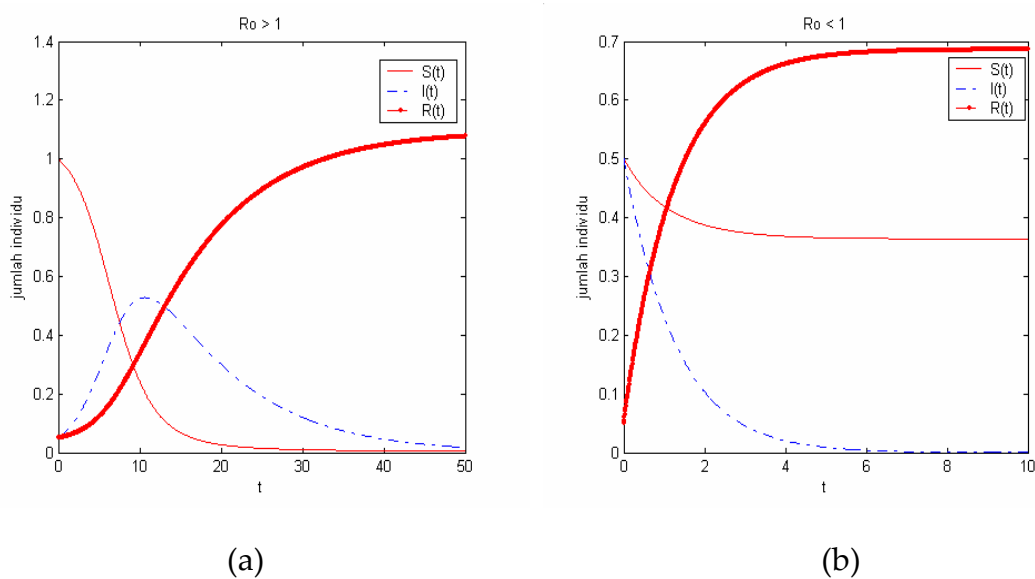 Ro > 1
1.4
1.2
1
0.8
0.6
0.4
0.2
0
jumlah individu
S(t)
I(t)
R(t)
0 10 20 30 40 50
t
(a)
Ro < 1
0.7
0.6
0.5
0.4
0.3
0.2
0.1
0
jumlah individu
S(t)
I(t)
R(t)
0 2 4 6 8 10
t
(b)